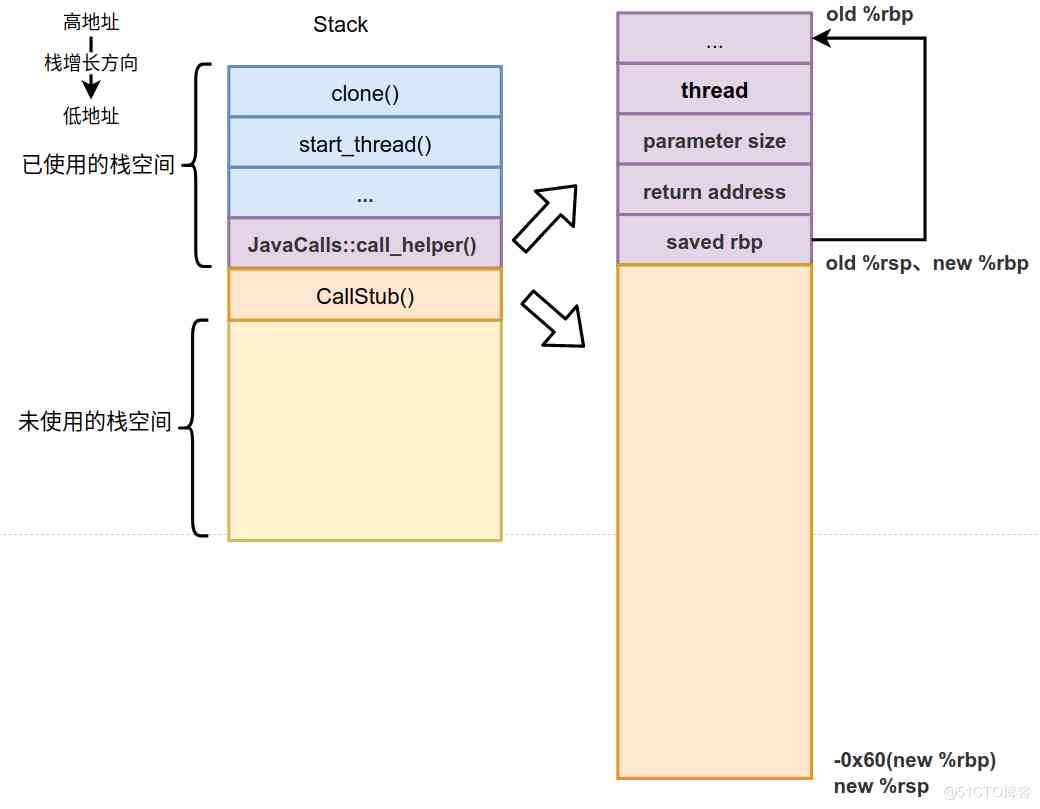 高地址
栈增长方向
低地址
已使用的栈空间
未使用的栈空间
Stack
clone()
start_thread()
...
JavaCalls::call_helper()
CallStub()
...
thread
parameter size
return address
saved rbp
old %rbp
old %rsp、new %rbp
-0x60(new %rbp)
new %rsp
@51CTO博客